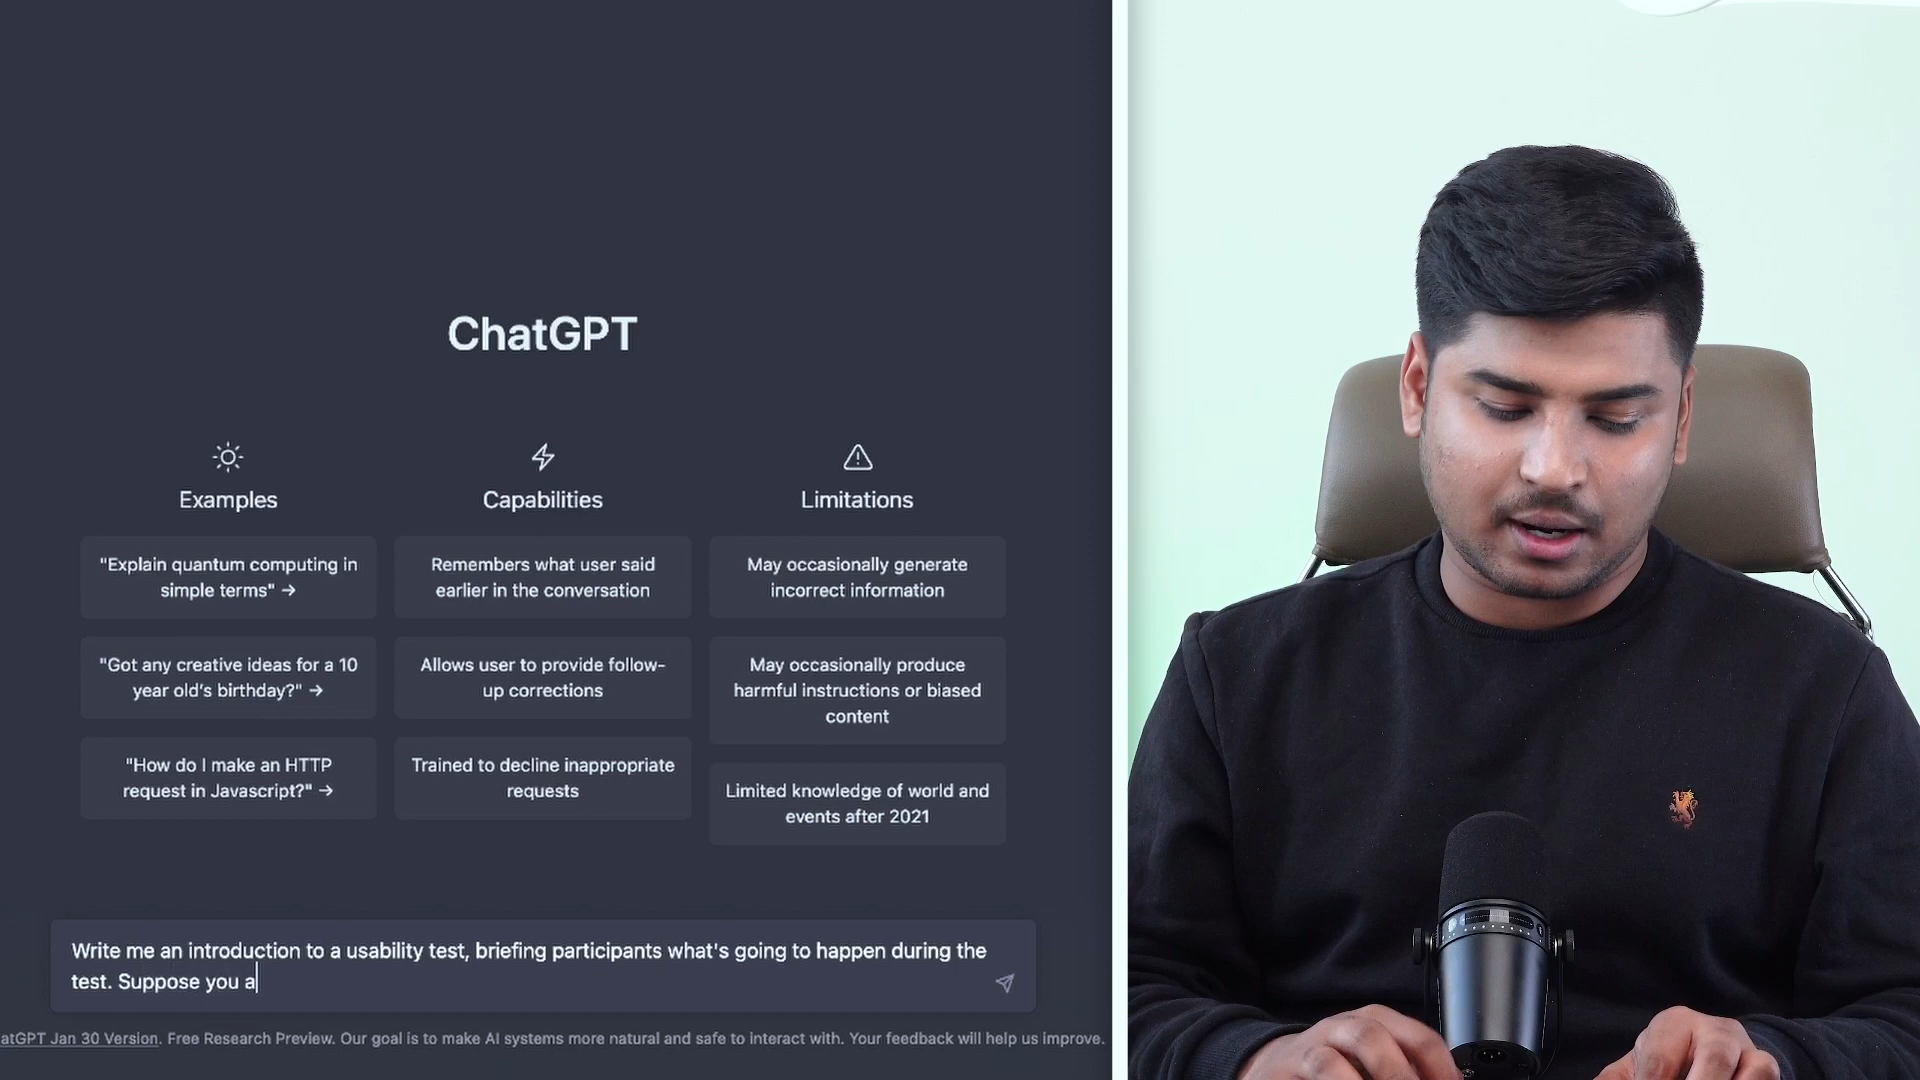 ChatGPT
Examples
"Explain quantum computing in
simple terms" →
"Got any creative ideas for a 10
year old's birthday?" →
"How do I make an HTTP
request in Javascript?" →
Capabilities
Remembers what user said
earlier in the conversation
Allows user to provide follow-
up corrections
Trained to decline inappropriate
requests
Limitations
May occasionally generate
incorrect information
May occasionally produce
harmful instructions or biased
content
Limited knowledge of world and
events after 2021
Write me an introduction to a usability test, briefing participants what's going to happen during the
test. Suppose you a
atGPT Jan 30 Version. Free Research Preview. Our goal is to make AI systems more natural and safe to interact with. Your feedback will help us improve.